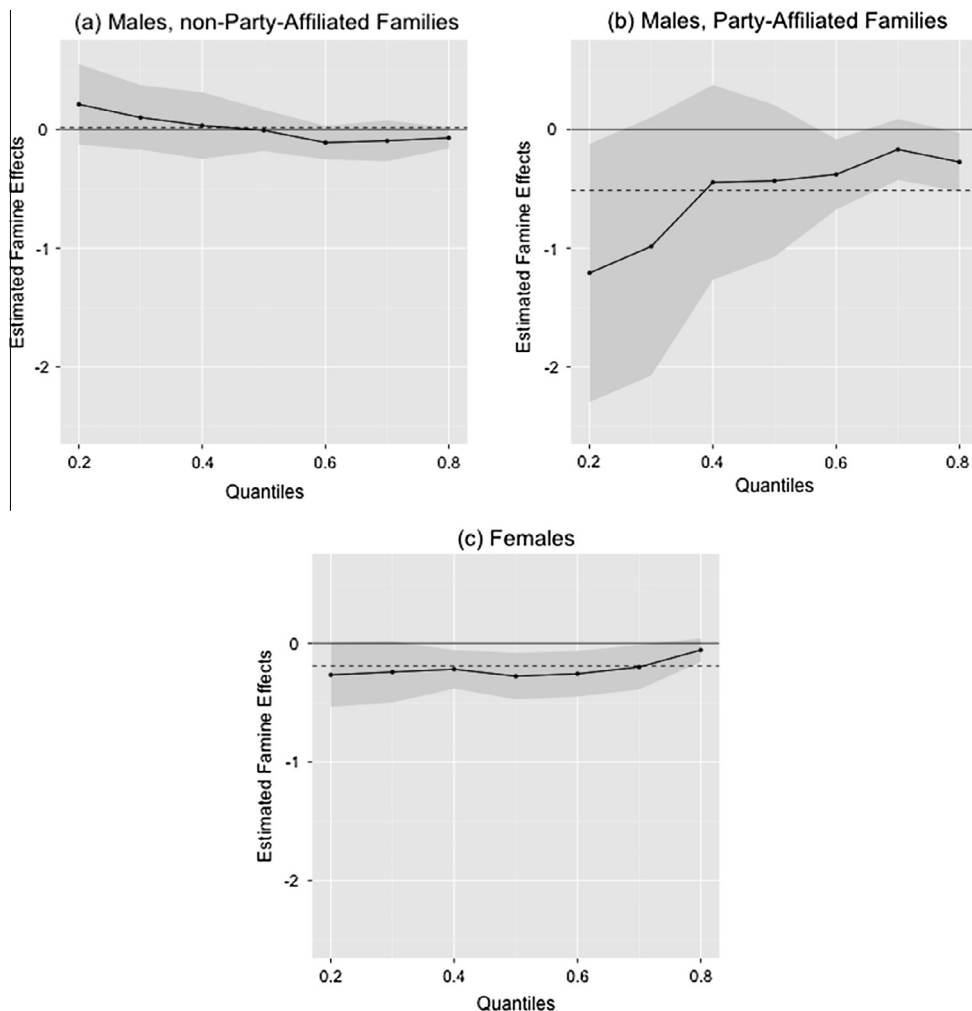 (a) Males, non-Party-Affiliated Families
Estimated Famine Effects
0
-1
-2
0.2 0.4 0.6 0.8
Quantiles
(b) Males, Party-Affiliated Families
Estimated Famine Effects
0
-1
-2
0.2 0.4 0.6 0.8
Quantiles
(c) Females
Estimated Famine Effects
0
-1
-2
0.2 0.4 0.6 0.8
Quantiles